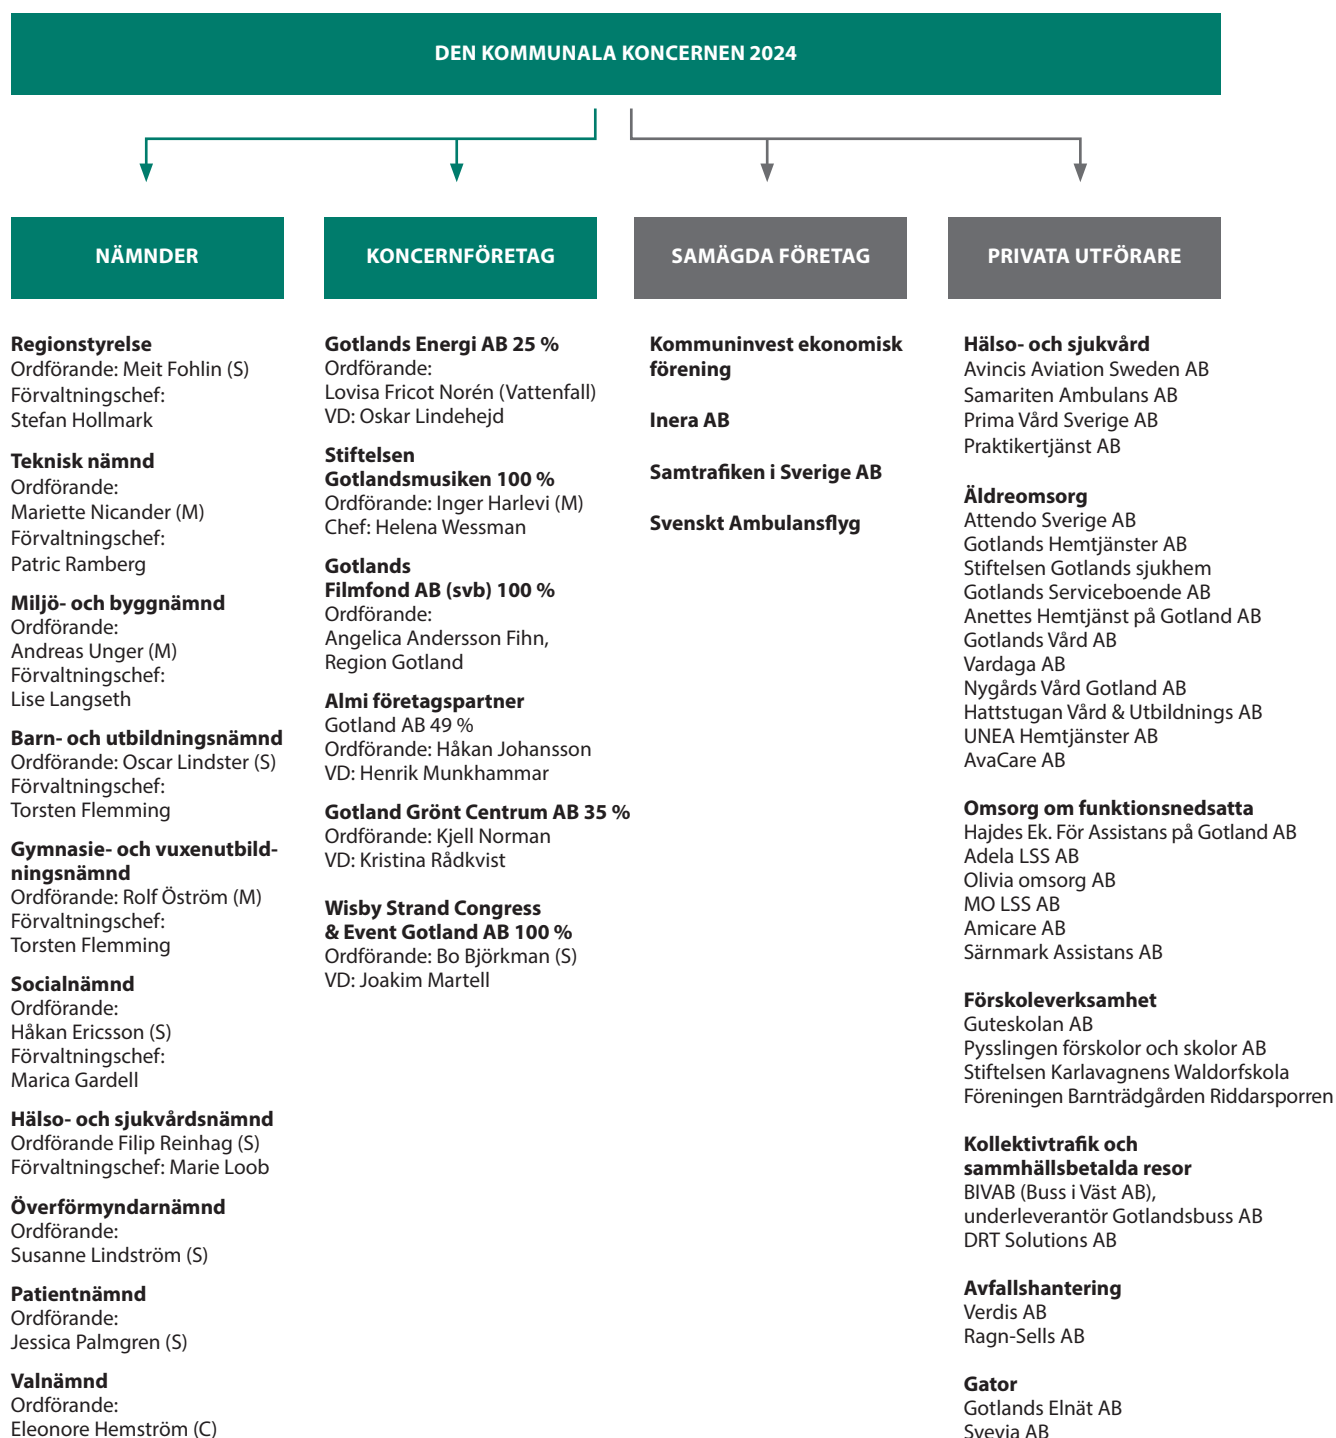 DEN KOMMUNALA KONCERNEN 2024
NÄMNDER
Regionstyrelse
Ordförande: Meit Fohlin (S)
Förvaltningschef:
Stefan Hollmark
Teknisk nämnd
Ordförande:
Mariette Nicander (M)
Förvaltningschef:
Patric Ramberg
Miljö- och byggnämnd
Ordförande:
Andreas Unger (M)
Förvaltningschef:
Lise Langseth
Barn- och utbildningsnämnd
Ordförande: Oscar Lindster (S)
Förvaltningschef:
Torsten Flemming
Gymnasie- och vuxenutbild-
ningsnämnd
Ordförande: Rolf Öström (M)
Förvaltningschef:
Torsten Flemming
Socialnämnd
Ordförande:
Håkan Ericsson (S)
Förvaltningschef:
Marica Gardell
Hälso- och sjukvårdsnämnd
Ordförande Filip Reinhag (S)
Förvaltningschef: Marie Loob
Överförmyndarnämnd
Ordförande:
Susanne Lindström (S)
Patientnämnd
Ordförande:
Jessica Palmgren (S)
Valnämnd
Ordförande:
Eleonore Hemström (C)
KONCERNFÖRETAG
Gotlands Energi AB 25 %
Ordförande:
Lovisa Fricot Norén (Vattenfall)
VD: Oskar Lindehejd
Stiftelsen
Gotlandsmusiken 100 %
Ordförande: Inger Harlevi (M)
Chef: Helena Wessman
Gotlands
Filmfond AB (svb) 100 %
Ordförande:
Angelica Andersson Fihn,
Region Gotland
Almi företagspartner
Gotland AB 49 %
Ordförande: Håkan Johansson
VD: Henrik Munkhammar
Gotland Grönt Centrum AB 35 %
Ordförande: Kjell Norman
VD: Kristina Rådkvist
Wisby Strand Congress
& Event Gotland AB 100 %
Ordförande: Bo Björkman (S)
VD: Joakim Martell
SAMÄGDA FÖRETAG
Kommuninvest ekonomisk
förening
Inera AB
Samtrafiken i Sverige AB
Svenskt Ambulansflyg
PRIVATA UTFÖRARE
Hälso- och sjukvård
Avincis Aviation Sweden AB
Samariten Ambulans AB
Prima Vård Sverige AB
Praktikertjänst AB
Äldreomsorg
Attendo Sverige AB
Gotlands Hemtjänster AB
Stiftelsen Gotlands sjukhem
Gotlands Serviceboende AB
Anettes Hemtjänst på Gotland AB
Gotlands Vård AB
Vardaga AB
Nygårds Vård Gotland AB
Hattstugan Vård & Utbildnings AB
UNEA Hemtjänster AB
AvaCare AB
Omsorg om funktionsnedsatta
Hajdes Ek. För Assistans på Gotland AB
Adela LSS AB
Olivia omsorg AB
MO LSS AB
Amicare AB
Särnmark Assistans AB
Förskoleverksamhet
Guteskolan AB
Pysslingen förskolor och skolor AB
Stiftelsen Karlavagnens Waldorfskola
Föreningen Barnträdgården Riddarsporren
Kollektivtrafik och
sammhällsbetalda resor
BIVAB (Buss i Väst AB),
underleverantör Gotlandsbuss AB
DRT Solutions AB
Avfallshantering
Verdis AB
Ragn-Sells AB
Gator
Gotlands Elnät AB
Svevia AB